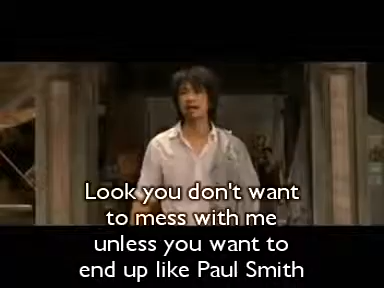 Look you don't want
to mess with me
unless you want to
end up like Paul Smith